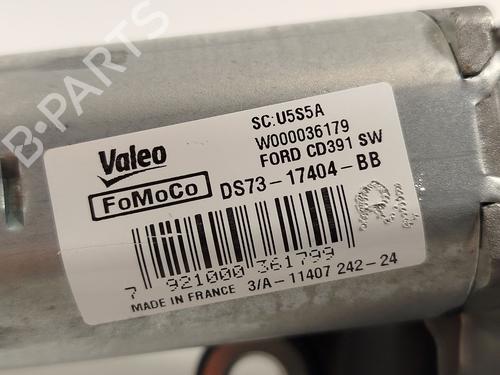 B-PARTS
SC:U5S5A
W000036179
FORD CD391 SW
Valeo
FoMoCo
DS73-17404-BB
7 921000 361799
MADE IN FRANCE 3/A-11407 242-24